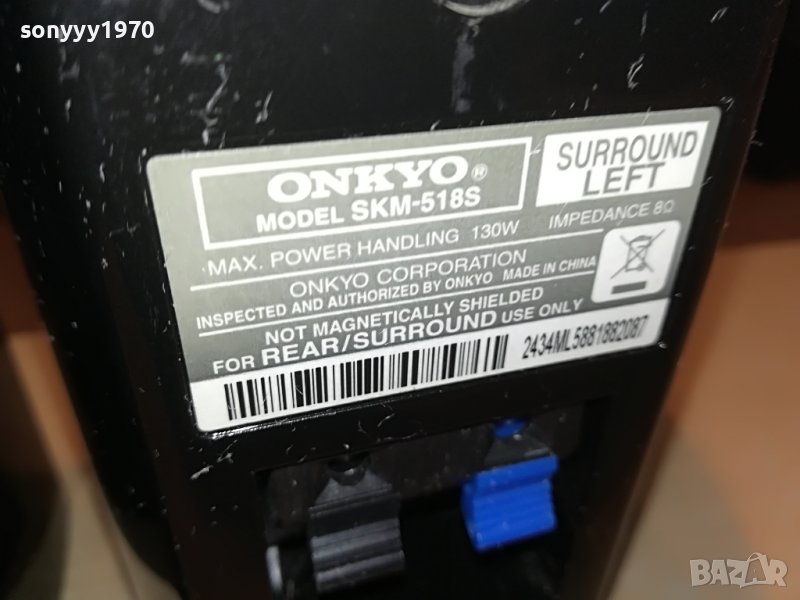 sonyyy1970
ONKYO®
MODEL SKM-518S
SURROUND
LEFT
MAX. POWER HANDLING 130W IMPEDANCE 8Ω
ONKYO CORPORATION
INSPECTED AND AUTHORIZED BY ONKYO MADE IN CHINA
NOT MAGNETICALLY SHIELDED
FOR REAR/SURROUND USE ONLY
2434ML5881882087
BAZAR